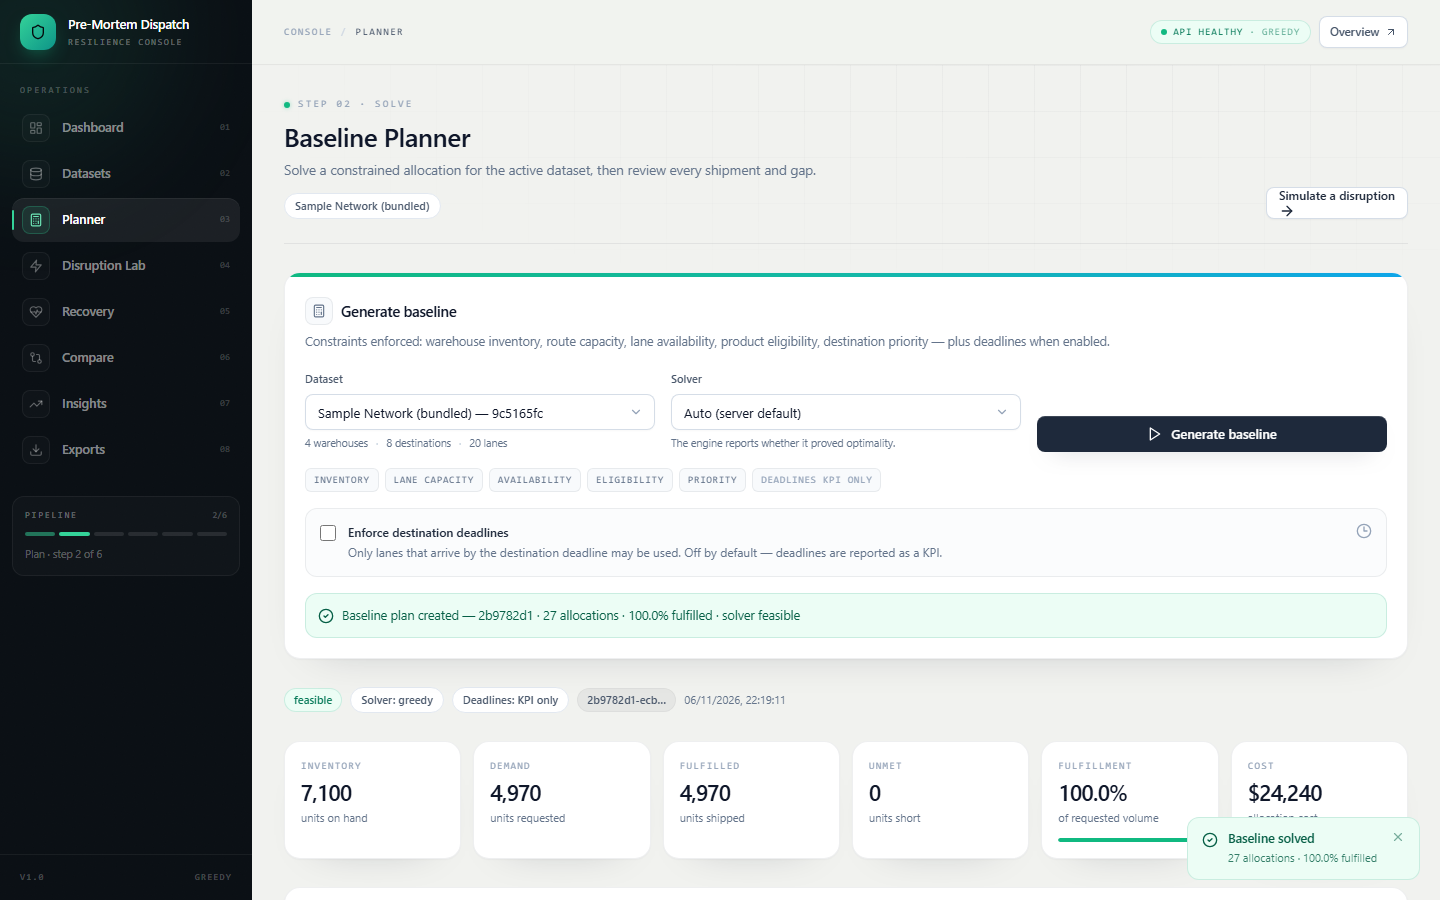 Pre-Mortem Dispatch
RESILIENCE CONSOLE
OPERATIONS
Dashboard 01
Datasets 02
Planner 03
Disruption Lab 04
Recovery 05
Compare 06
Insights 07
Exports 08
PIPELINE 2/6
Plan · step 2 of 6
V1.0 GREEDY
CONSOLE / PLANNER
API HEALTHY · GREEDY
Overview
STEP 02 · SOLVE
Baseline Planner
Solve a constrained allocation for the active dataset, then review every shipment and gap.
Sample Network (bundled)
Simulate a disruption
Generate baseline
Constraints enforced: warehouse inventory, route capacity, lane availability, product eligibility, destination priority — plus deadlines when enabled.
Dataset
Solver
Sample Network (bundled) — 9c5165fc
Auto (server default)
Generate baseline
4 warehouses · 8 destinations · 20 lanes
The engine reports whether it proved optimality.
INVENTORY LANE CAPACITY AVAILABILITY ELIGIBILITY PRIORITY DEADLINES KPI ONLY
Enforce destination deadlines
Only lanes that arrive by the destination deadline may be used. Off by default — deadlines are reported as a KPI.
Baseline plan created — 2b9782d1 · 27 allocations · 100.0% fulfilled · solver feasible
feasible Solver: greedy Deadlines: KPI only 2b9782d1-ecb... 06/11/2026, 22:19:11
INVENTORY
7,100
units on hand
DEMAND
4,970
units requested
FULFILLED
4,970
units shipped
UNMET
0
units short
FULFILLMENT
100.0%
of requested volume
COST
$24,240
allocation cost
Baseline solved
27 allocations · 100.0% fulfilled